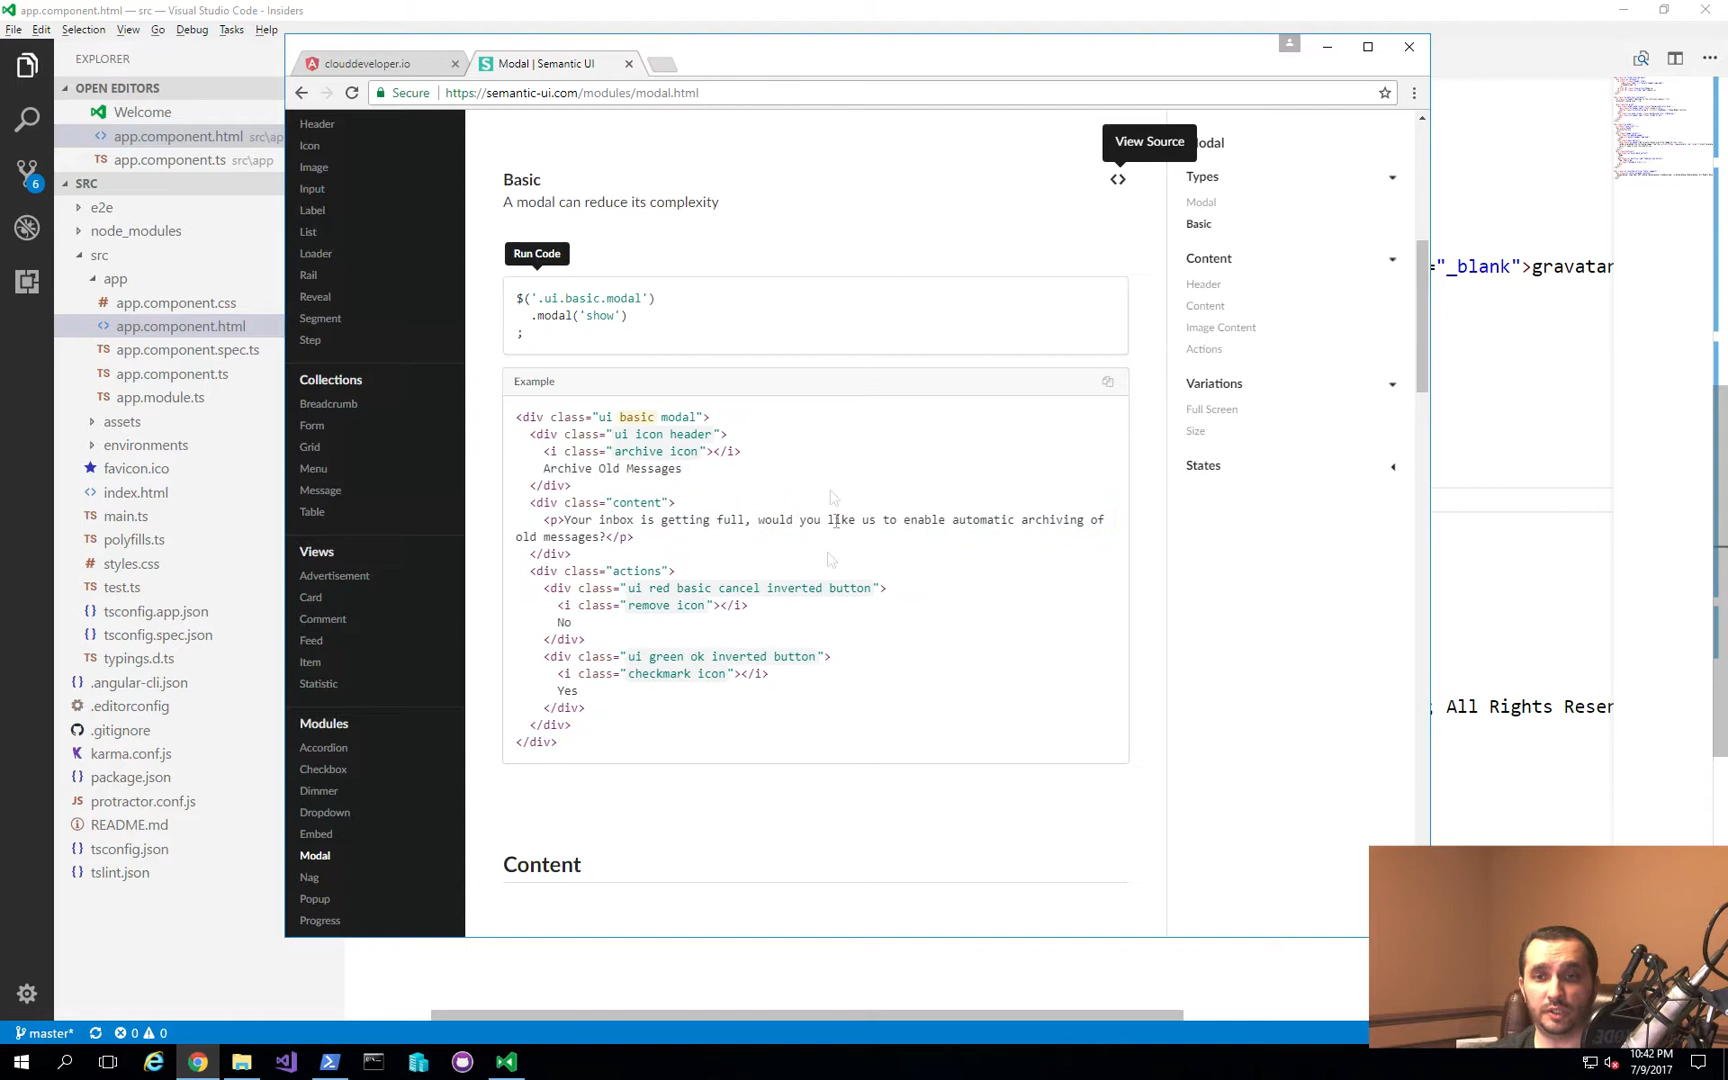 app.component.html — src — Visual Studio Code - Insiders
File Edit Selection View Go Debug Tasks Help
EXPLORER
OPEN EDITORS
Welcome
app.component.html src\ap
app.component.ts src\app
SRC
e2e
node_modules
src
app
app.component.css
app.component.html
app.component.spec.ts
app.component.ts
app.module.ts
assets
environments
favicon.ico
index.html
main.ts
polyfills.ts
styles.css
test.ts
tsconfig.app.json
tsconfig.spec.json
typings.d.ts
.angular-cli.json
.editorconfig
.gitignore
karma.conf.js
package.json
protractor.conf.js
README.md
tsconfig.json
tslint.json
6
clouddeveloper.io
Modal | Semantic UI
Secure https://semantic-ui.com/modules/modal.html
Header
Icon
Image
Input
Label
List
Loader
Rail
Reveal
Segment
Step
Collections
Breadcrumb
Form
Grid
Menu
Message
Table
Views
Advertisement
Card
Comment
Feed
Item
Statistic
Modules
Accordion
Checkbox
Dimmer
Dropdown
Embed
Modal
Nag
Popup
Progress
View Source
Basic
<>
A modal can reduce its complexity
Run Code
$('.ui.basic.modal')
.modal('show')
;
Example
<div class="ui basic modal">
<div class="ui icon header">
<i class="archive icon"></i>
Archive Old Messages
</div>
<div class="content">
<p>Your inbox is getting full, would you like us to enable automatic archiving of
old messages?</p>
</div>
<div class="actions">
<div class="ui red basic cancel inverted button">
<i class="remove icon"></i>
No
</div>
<div class="ui green ok inverted button">
<i class="checkmark icon"></i>
Yes
</div>
</div>
</div>
Content
odal
Types
Modal
Basic
Content
Header
Content
Image Content
Actions
Variations
Full Screen
Size
States
="_blank">gravatar
All Rights Reser
master* 0 0
10:42 PM
7/9/2017